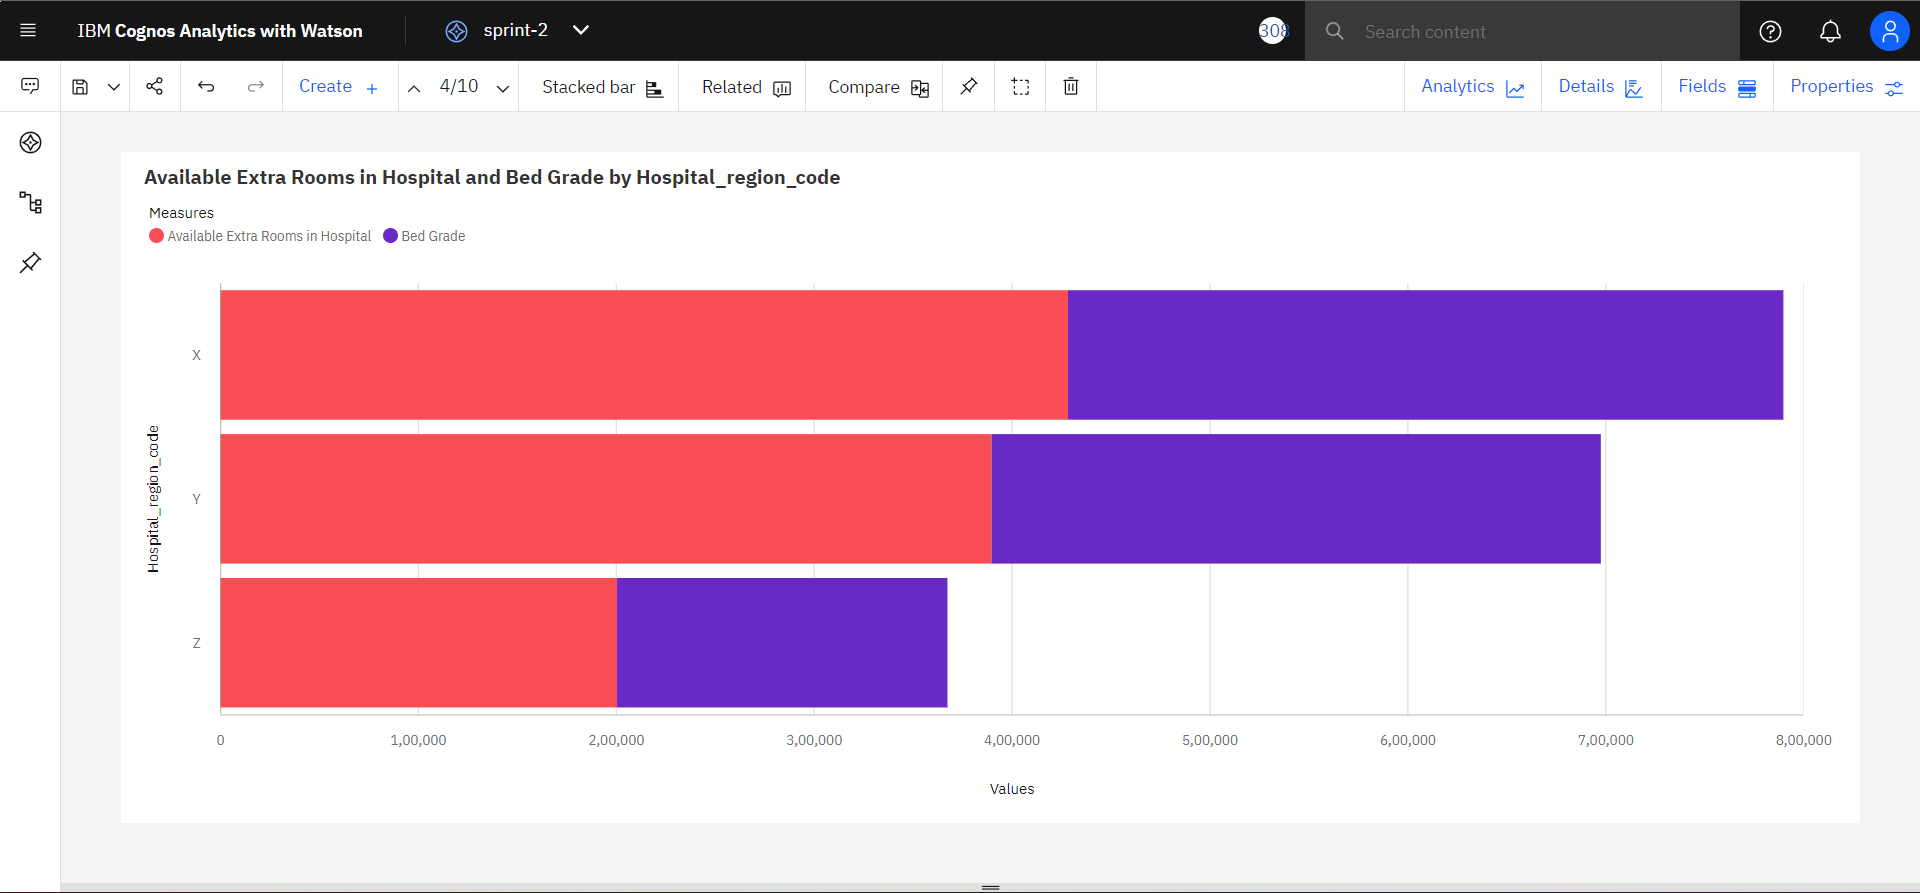 IBM Cognos Analytics with Watson
sprint-2
308
Search content
Create
4/10
Stacked bar
Related
Compare
Analytics
Details
Fields
Properties
Available Extra Rooms in Hospital and Bed Grade by Hospital_region_code
Measures
Available Extra Rooms in Hospital
Bed Grade
Hospital_region_code
X
Y
Z
0
1,00,000
2,00,000
3,00,000
4,00,000
5,00,000
6,00,000
7,00,000
8,00,000
Values